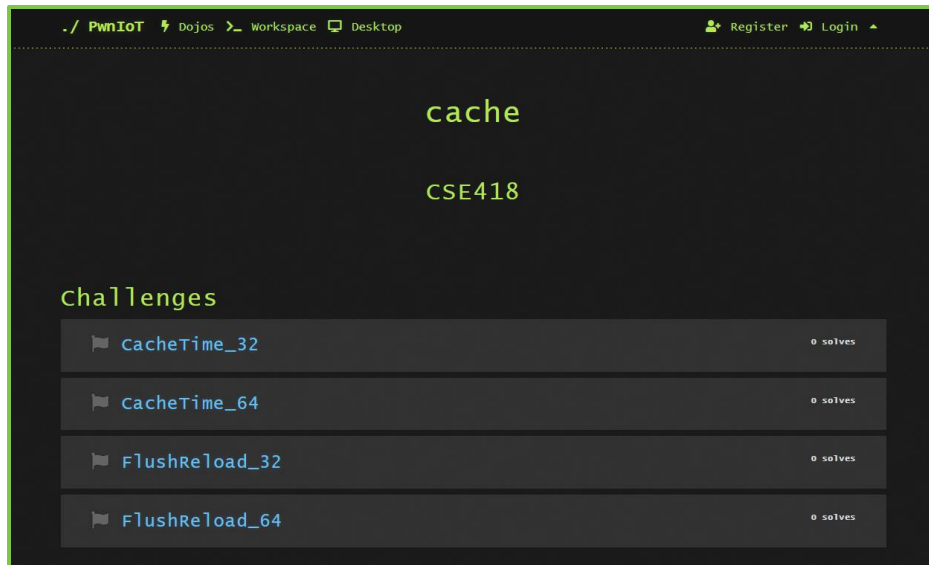 ./ PwnIoT Dojos Workspace Desktop Register Login
cache
CSE418
Challenges
CacheTime_32 0 solves
CacheTime_64 0 solves
FlushReload_32 0 solves
FlushReload_64 0 solves